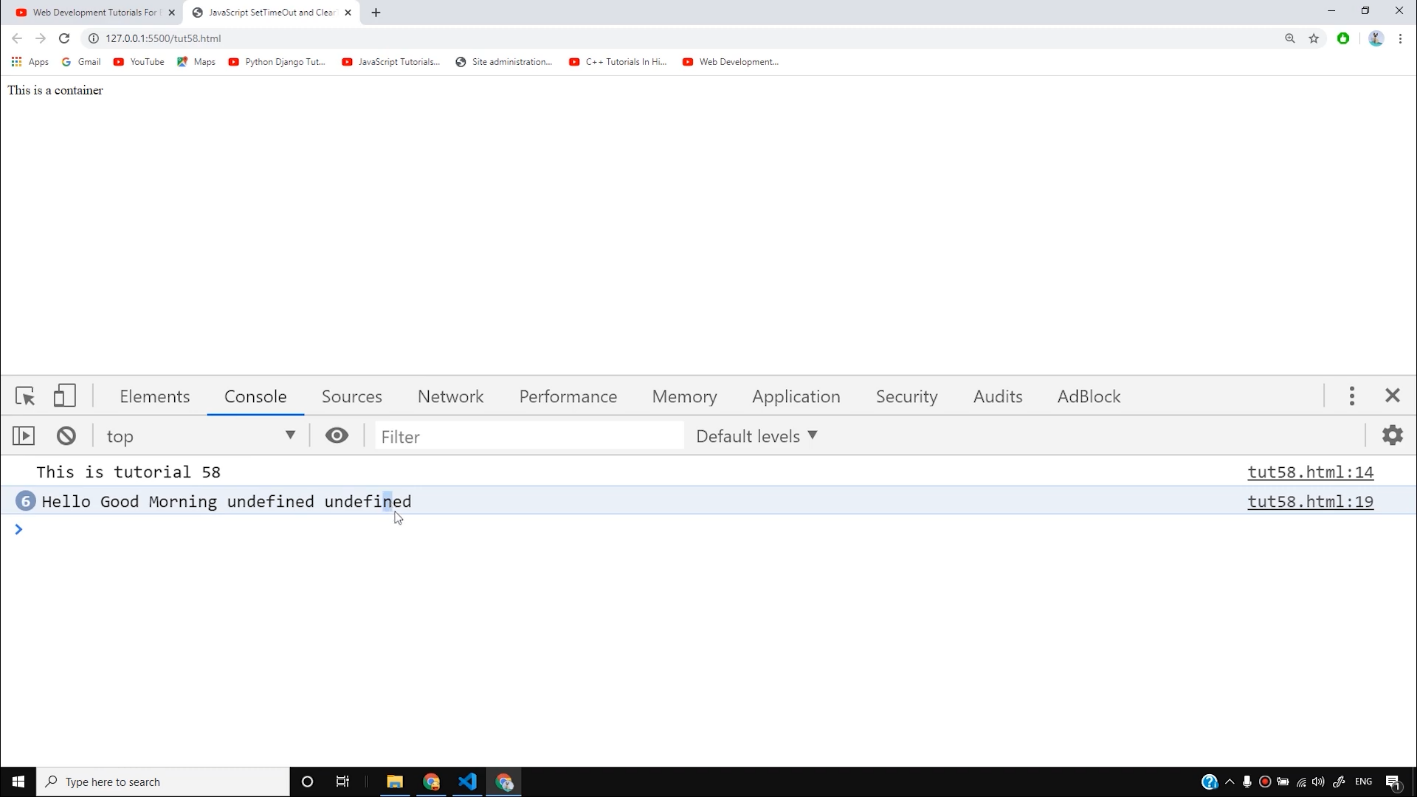 Web Development Tutorials For
JavaScript SetTimeOut and Clea
127.0.0.1:5500/tut58.html
Apps Gmail YouTube Maps Python Django Tut... JavaScript Tutorials... Site administration... C++ Tutorials In Hi... Web Development...
This is a container
Elements Console Sources Network Performance Memory Application Security Audits AdBlock
top Filter Default levels
This is tutorial 58 tut58.html:14
6 Hello Good Morning undefined undefined tut58.html:19
Type here to search
ENG
1